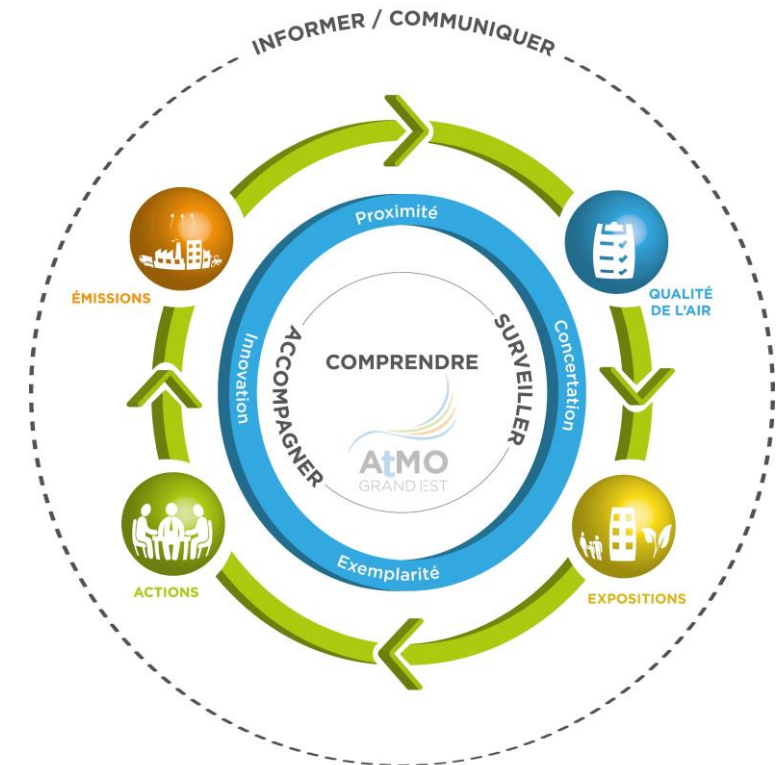 INFORMER / COMMUNIQUER
Proximité
ÉMISSIONS
QUALITÉ
DE L'AIR
Innovation
ACCOMPAGNER
COMPRENDRE
SURVEILLER
Concertation
AtMO
GRAND EST
Exemplarité
ACTIONS
EXPOSITIONS